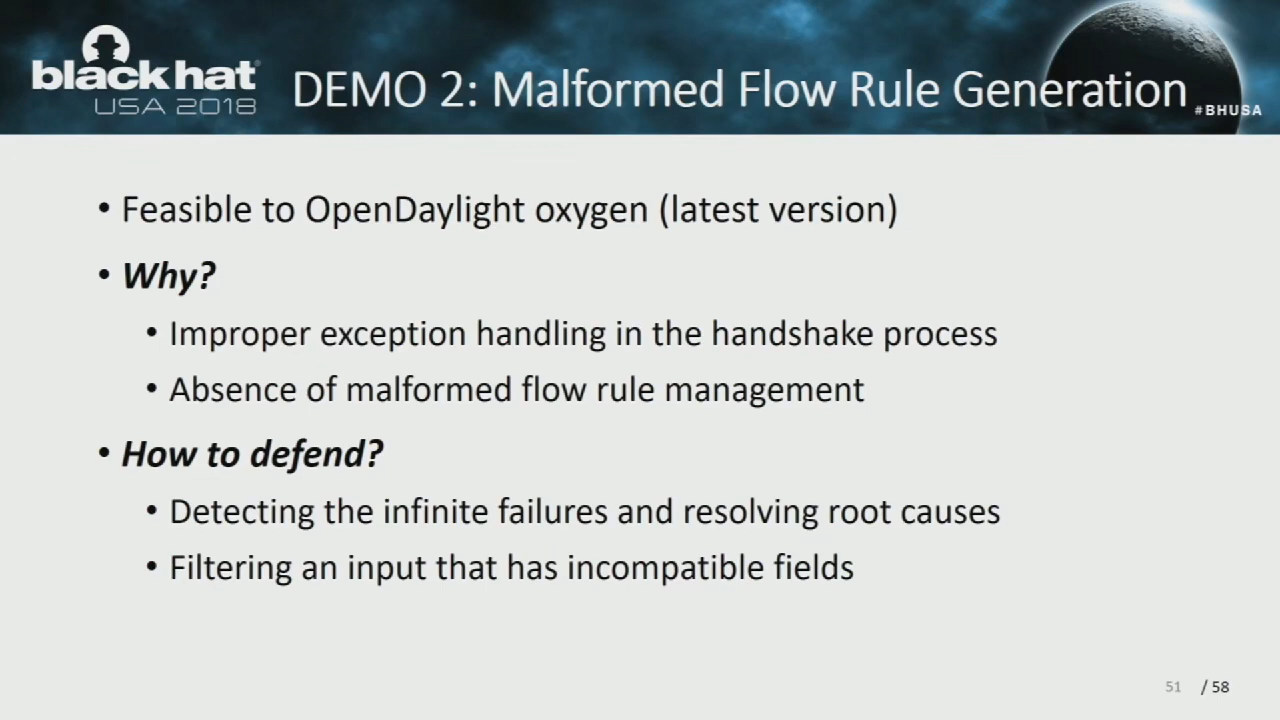 black hat
USA 2018
DEMO 2: Malformed Flow Rule Generation
#BHUSA
• Feasible to OpenDaylight oxygen (latest version)
• Why?
• Improper exception handling in the handshake process
• Absence of malformed flow rule management
• How to defend?
• Detecting the infinite failures and resolving root causes
• Filtering an input that has incompatible fields
51 / 58